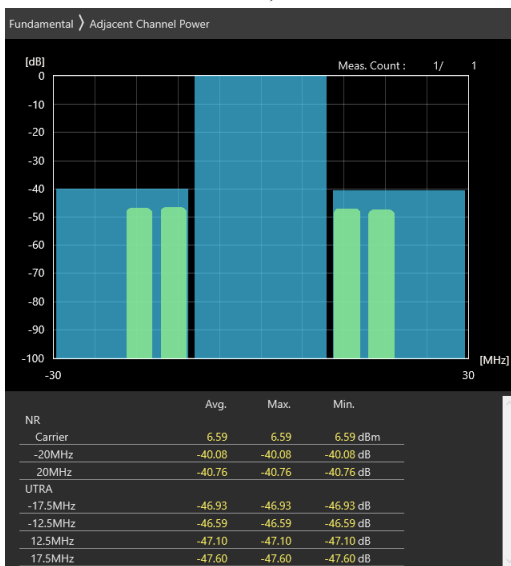 Fundamental 〉 Adjacent Channel Power
[dB] Meas. Count : 1/ 1
0
-10
-20
-30
-40
-50
-60
-70
-80
-90
-100 [MHz]
-30 30
Avg. Max. Min.
NR
Carrier 6.59 6.59 6.59 dBm
-20MHz -40.08 -40.08 -40.08 dB
20MHz -40.76 -40.76 -40.76 dB
UTRA
-17.5MHz -46.93 -46.93 -46.93 dB
-12.5MHz -46.59 -46.59 -46.59 dB
12.5MHz -47.10 -47.10 -47.10 dB
17.5MHz -47.60 -47.60 -47.60 dB